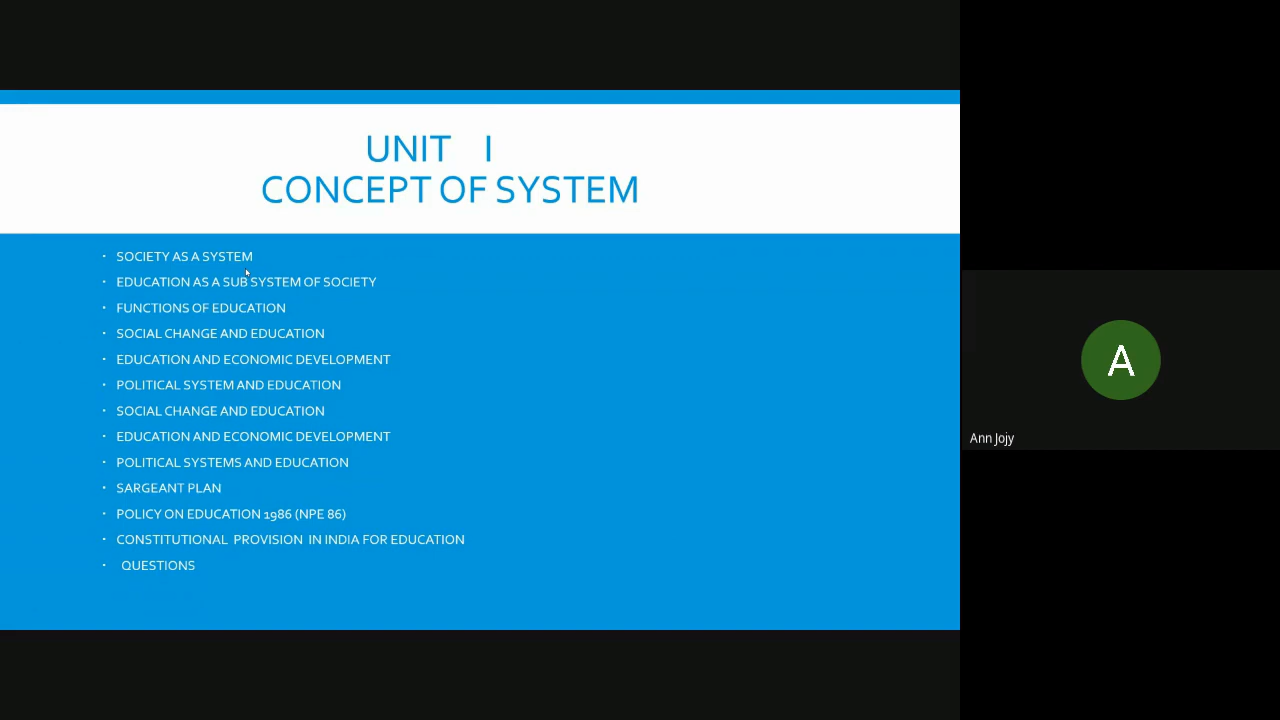 UNIT I
CONCEPT OF SYSTEM
• SOCIETY AS A SYSTEM
• EDUCATION AS A SUB SYSTEM OF SOCIETY
• FUNCTIONS OF EDUCATION
• SOCIAL CHANGE AND EDUCATION
• EDUCATION AND ECONOMIC DEVELOPMENT
• POLITICAL SYSTEM AND EDUCATION
• SOCIAL CHANGE AND EDUCATION
• EDUCATION AND ECONOMIC DEVELOPMENT
• POLITICAL SYSTEMS AND EDUCATION
• SARGEANT PLAN
• POLICY ON EDUCATION 1986 (NPE 86)
• CONSTITUTIONAL PROVISION IN INDIA FOR EDUCATION
• QUESTIONS
A
Ann Jojy